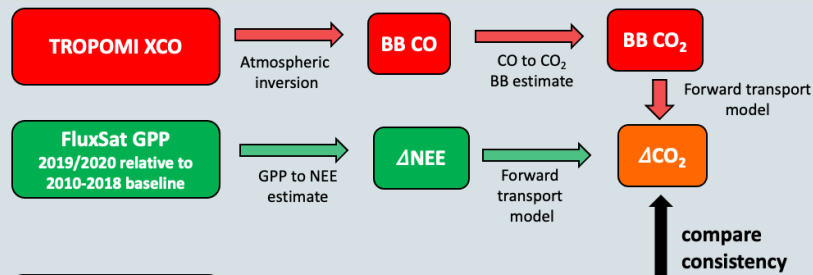 TROPOMI XCO
Atmospheric
inversion
BB CO
CO to CO₂
BB estimate
BB CO₂
Forward transport
model
FluxSat GPP
2019/2020 relative to
2010-2018 baseline
GPP to NEE
estimate
ΔNEE
Forward
transport
model
ΔCO₂
compare
consistency